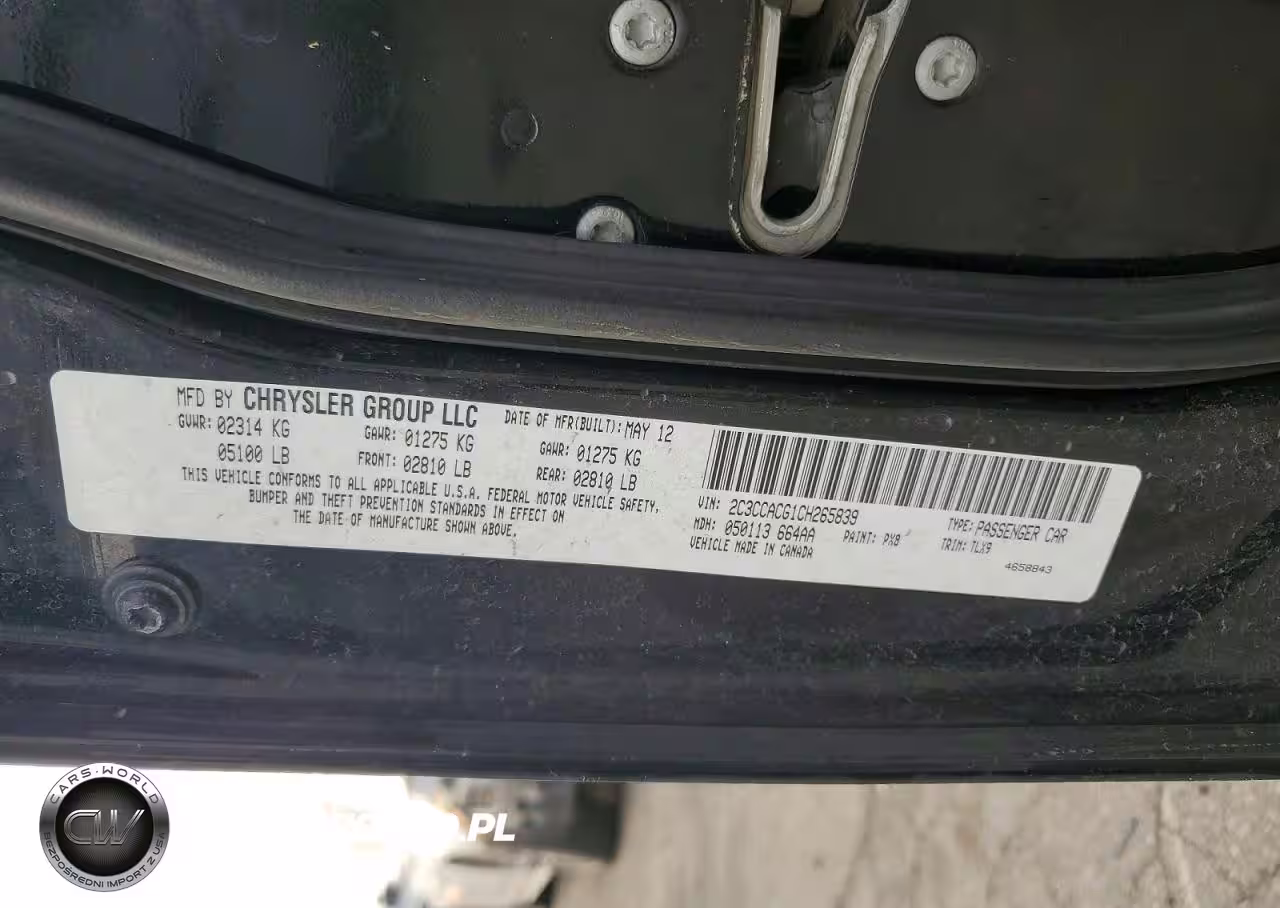 MFD BY CHRYSLER GROUP LLC
DATE OF MFR(BUILT): MAY 12
GVWR: 02314 KG
05100 LB
GAWR: 01275 KG
FRONT: 02810 LB
GAWR: 01275 KG
REAR: 02810 LB
THIS VEHICLE CONFORMS TO ALL APPLICABLE U.S.A. FEDERAL MOTOR VEHICLE SAFETY,
BUMPER AND THEFT PREVENTION STANDARDS IN EFFECT ON
THE DATE OF MANUFACTURE SHOWN ABOVE.
VIN: 2C3CCACG1CH265839
TYPE: PASSENGER CAR
MDH: 050113 664AA
PAINT: PX8
TRIM: TLX9
VEHICLE MADE IN CANADA
4658843
CARS-WORLD
CW
BEZPOŚREDNI IMPORT Z USA
.PL